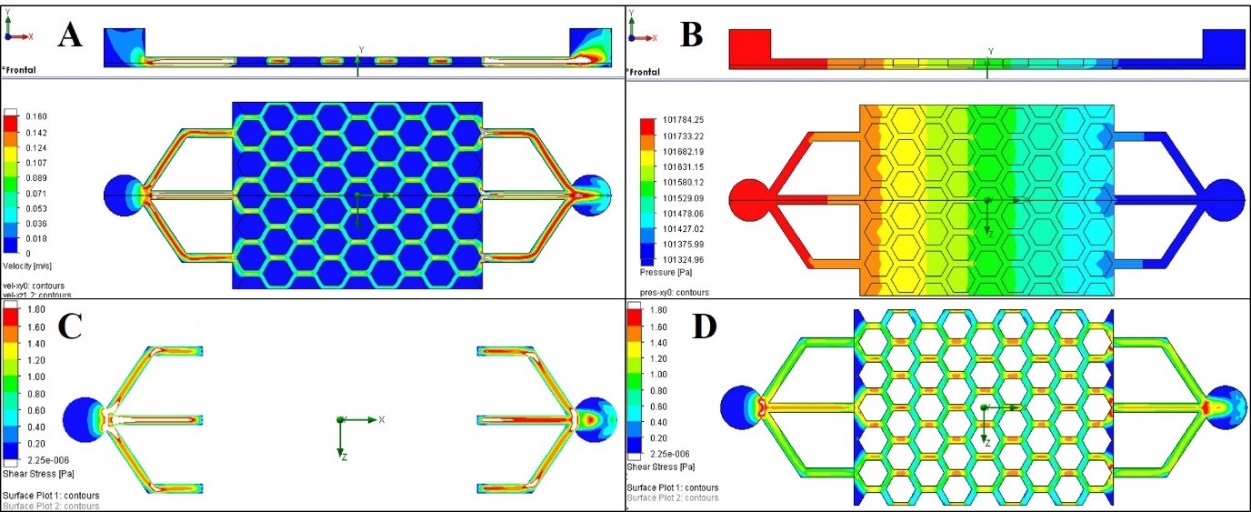 A
Y
X
*Frontal
Y
0.160
0.142
0.124
0.107
0.089
0.071
0.053
0.036
0.018
0
Velocity [m/s]
vel-xy0: contours
B
Y
X
*Frontal
Y
101784.25
101733.22
101682.19
101631.15
101580.12
101529.09
101478.06
101427.02
101375.99
101324.96
Pressure [Pa]
pres-xy0: contours
Z
C
1.80
1.60
1.40
1.20
1.00
0.80
0.60
0.40
0.20
2.25e-006
Shear Stress [Pa]
Surface Plot 1: contours
Surface Plot 2: contours
X
Z
D
1.80
1.60
1.40
1.20
1.00
0.80
0.60
0.40
0.20
2.25e-006
Shear Stress [Pa]
Surface Plot 1: contours
Surface Plot 2: contours
X
Z